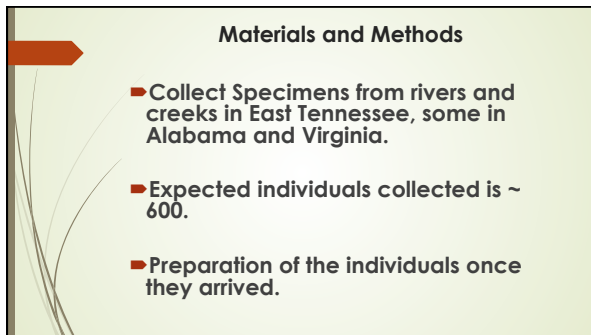 Materials and Methods
Collect Specimens from rivers and
creeks in East Tennessee, some in
Alabama and Virginia.
Expected individuals collected is ~
600.
Preparation of the individuals once
they arrived.